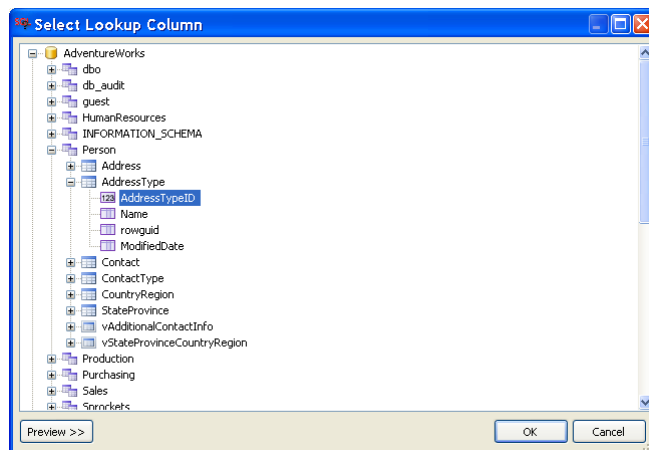 Select Lookup Column
AdventureWorks
dbo
db_audit
guest
HumanResources
INFORMATION_SCHEMA
Person
Address
AddressType
123 AddressTypeID
Name
rowguid
ModifiedDate
Contact
ContactType
CountryRegion
StateProvince
vAdditionalContactInfo
vStateProvinceCountryRegion
Production
Purchasing
Sales
Sprockets
Preview >> OK Cancel